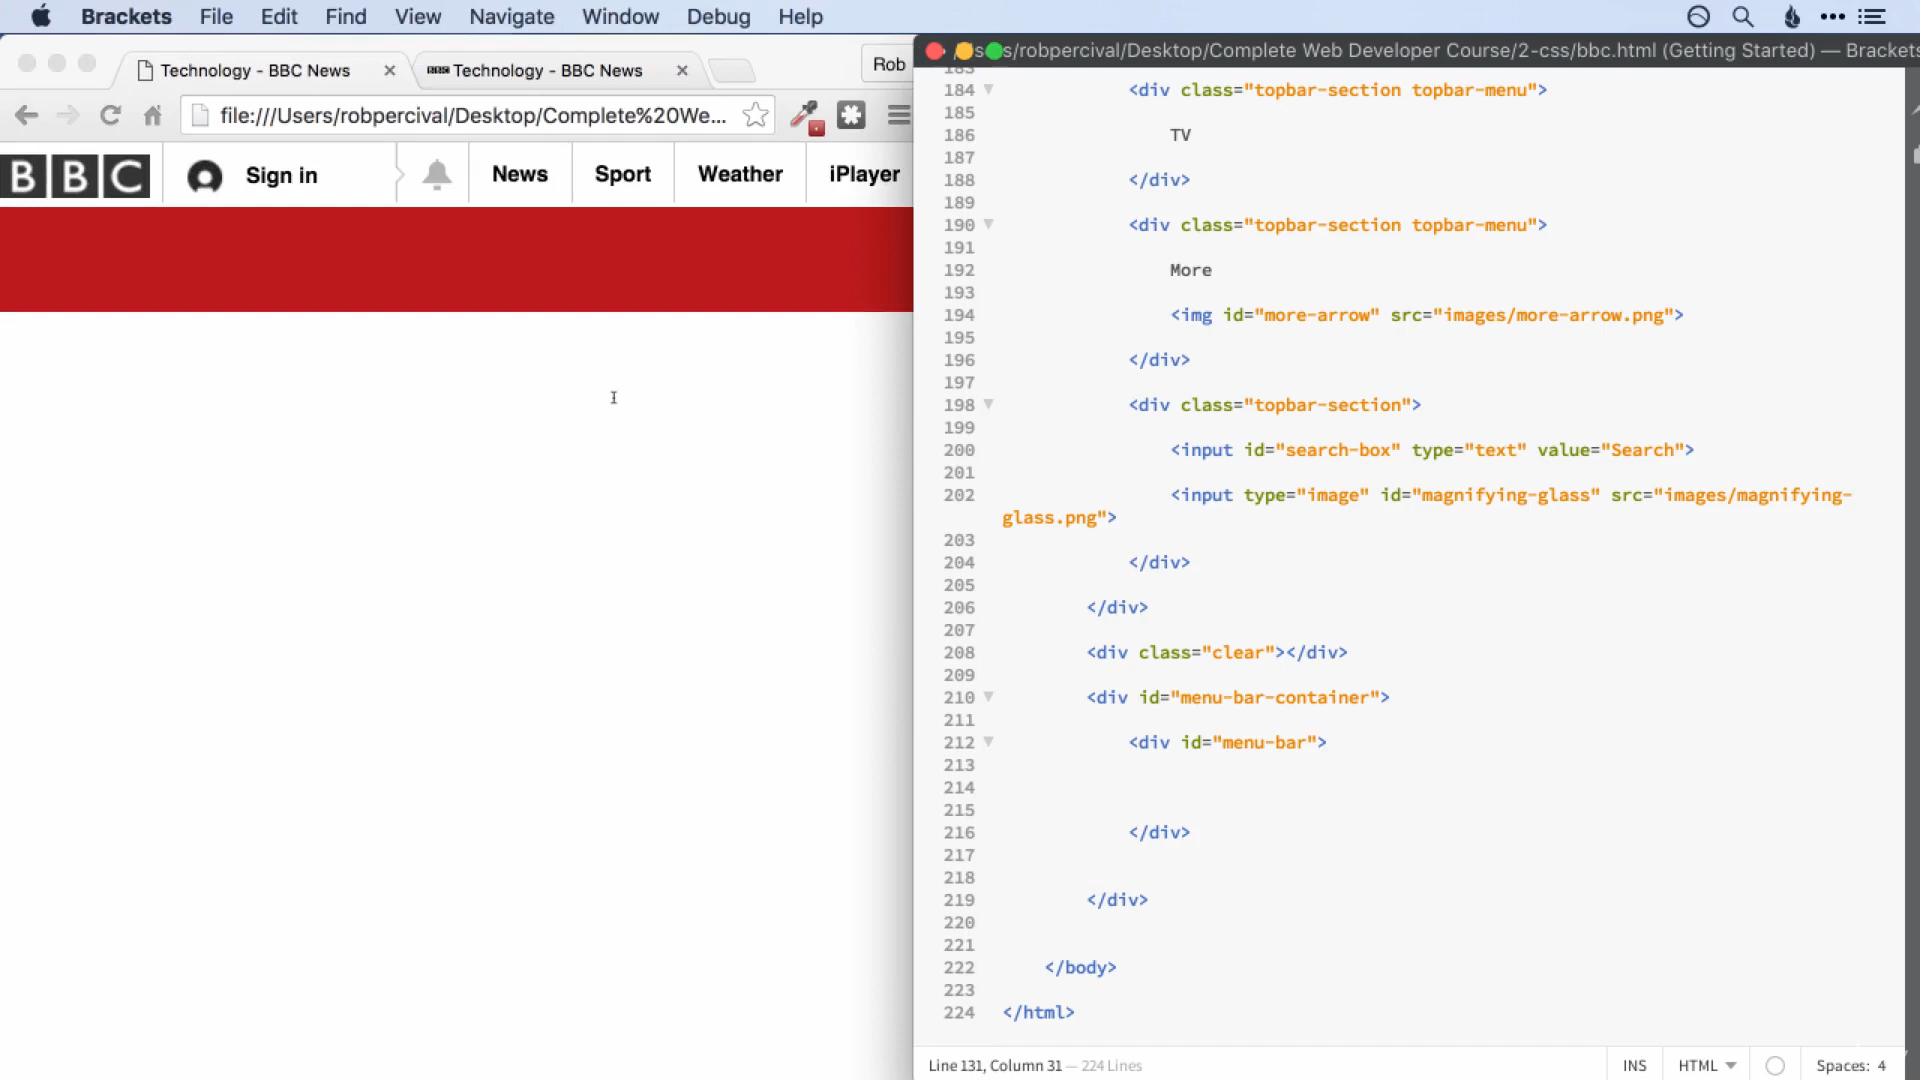 Brackets File Edit Find View Navigate Window Debug Help
Technology - BBC News
BBC Technology - BBC News
Rob
file:///Users/robpercival/Desktop/Complete%20We...
BBC Sign in News Sport Weather iPlayer
s/robpercival/Desktop/Complete Web Developer Course/2-css/bbc.html (Getting Started) — Brackets
183
184 <div class="topbar-section topbar-menu">
185
186 TV
187
188 </div>
189
190 <div class="topbar-section topbar-menu">
191
192 More
193
194 <img id="more-arrow" src="images/more-arrow.png">
195
196 </div>
197
198 <div class="topbar-section">
199
200 <input id="search-box" type="text" value="Search">
201
202 <input type="image" id="magnifying-glass" src="images/magnifying-
glass.png">
203
204 </div>
205
206 </div>
207
208 <div class="clear"></div>
209
210 <div id="menu-bar-container">
211
212 <div id="menu-bar">
213
214
215
216 </div>
217
218
219 </div>
220
221
222 </body>
223
224 </html>
Line 131, Column 31 — 224 Lines
INS HTML Spaces: 4